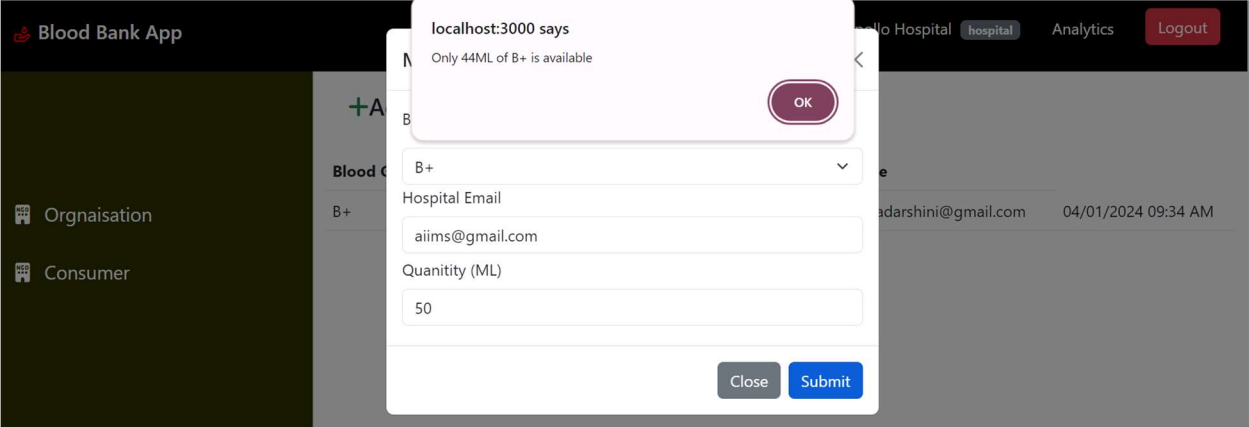 Blood Bank App
localhost:3000 says
Only 44ML of B+ is available
OK
Hospital
hospital
Analytics
Logout
B+
Hospital Email
aiims@gmail.com
Quanitity (ML)
50
Close
Submit
Orgnaisation
Consumer
Blood
B+
adarshini@gmail.com
04/01/2024 09:34 AM